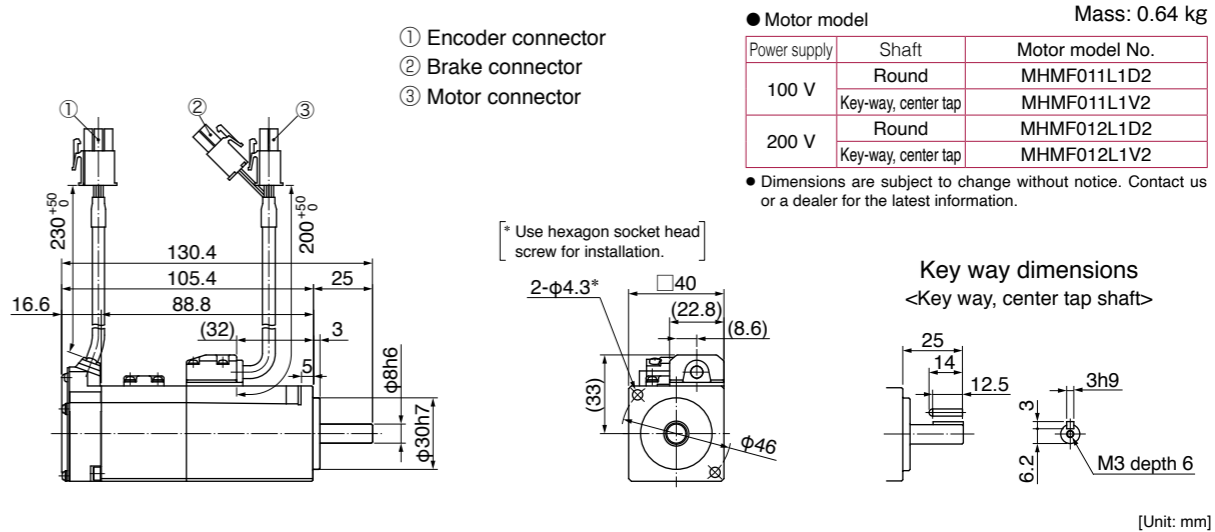 ① Encoder connector
② Brake connector
③ Motor connector
● Motor model
Mass: 0.64 kg
Power supply Shaft Motor model No.
100 V Round MHMF011L1D2
Key-way, center tap MHMF011L1V2
200 V Round MHMF012L1D2
Key-way, center tap MHMF012L1V2
● Dimensions are subject to change without notice. Contact us
or a dealer for the latest information.
① ② ③
230 +50 0
200 +50 0
130.4
105.4 25
16.6 88.8
(32) 3
5
φ8h6
φ30h7
[* Use hexagon socket head
screw for installation.]
2-φ4.3*
□40
(22.8)
(8.6)
(33)
φ46
Key way dimensions
<Key way, center tap shaft>
25
14
12.5
3h9
3
6.2
M3 depth 6
[Unit: mm]